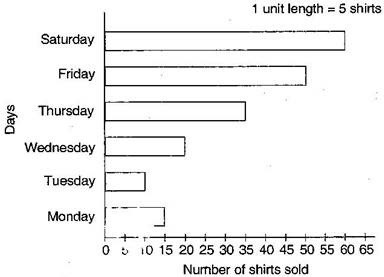 1 unit length = 5 shirts
Saturday
Friday
Thursday
Wednesday
Tuesday
Monday
Days
0 5 10 15 20 25 30 35 40 45 50 55 60 65
Number of shirts sold